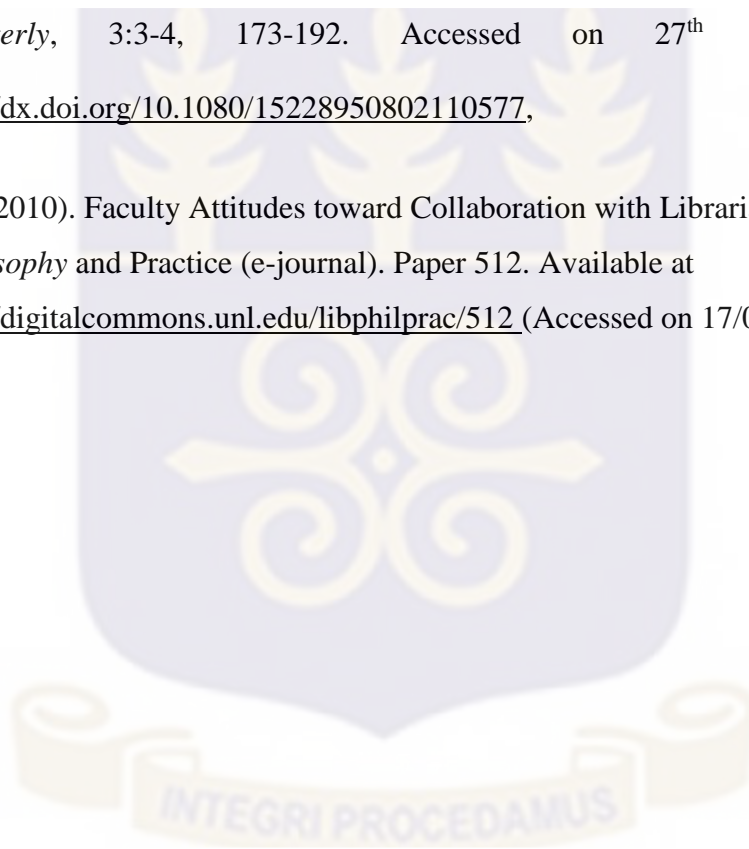 erly, 3:3-4, 173-192. Accessed on 27th
/dx.doi.org/10.1080/15228950802110577,
2010). Faculty Attitudes toward Collaboration with Librari
sophy and Practice (e-journal). Paper 512. Available at
/digitalcommons.unl.edu/libphilprac/512 (Accessed on 17/0
INTEGRI PROCEDAMUS